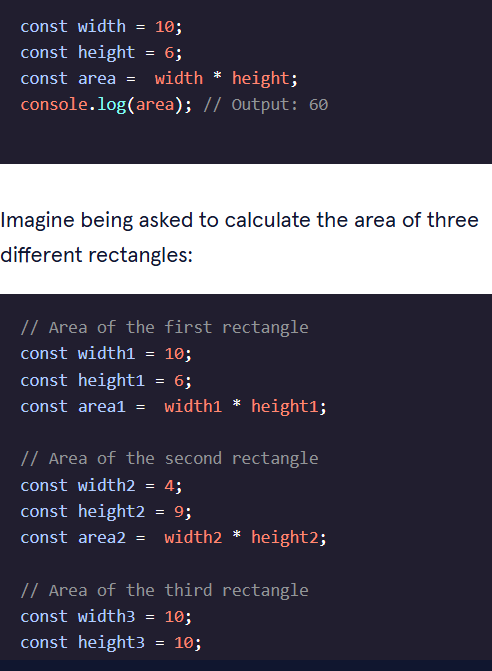 const width = 10;
const height = 6;
const area =  width * height;
console.log(area); // Output: 60
Imagine being asked to calculate the area of three
different rectangles:
// Area of the first rectangle
const width1 = 10;
const height1 = 6;
const area1 =  width1 * height1;
// Area of the second rectangle
const width2 = 4;
const height2 = 9;
const area2 =  width2 * height2;
// Area of the third rectangle
const width3 = 10;
const height3 = 10;